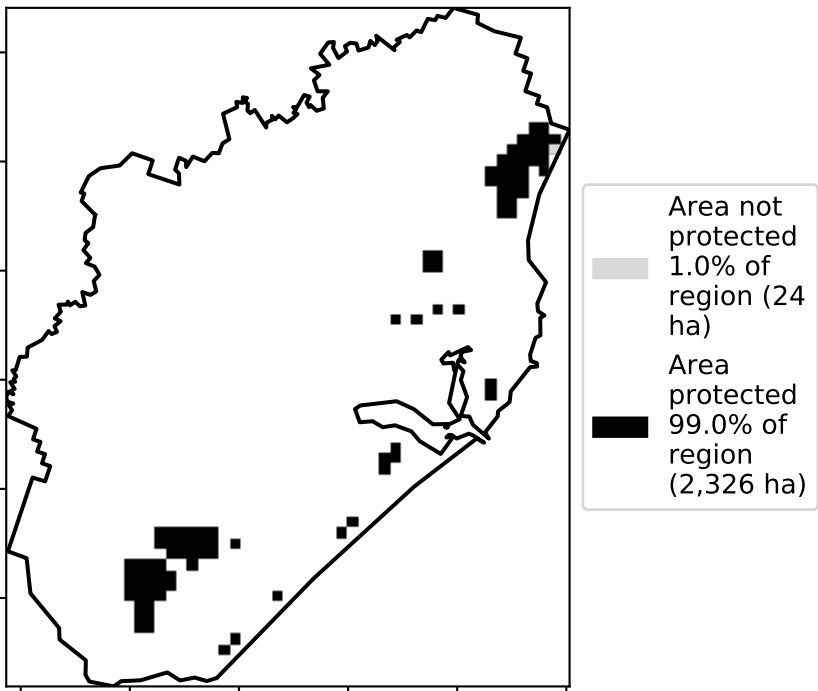 Area not
protected
1.0% of
region (24
ha)
Area
protected
99.0% of
region
(2,326 ha)